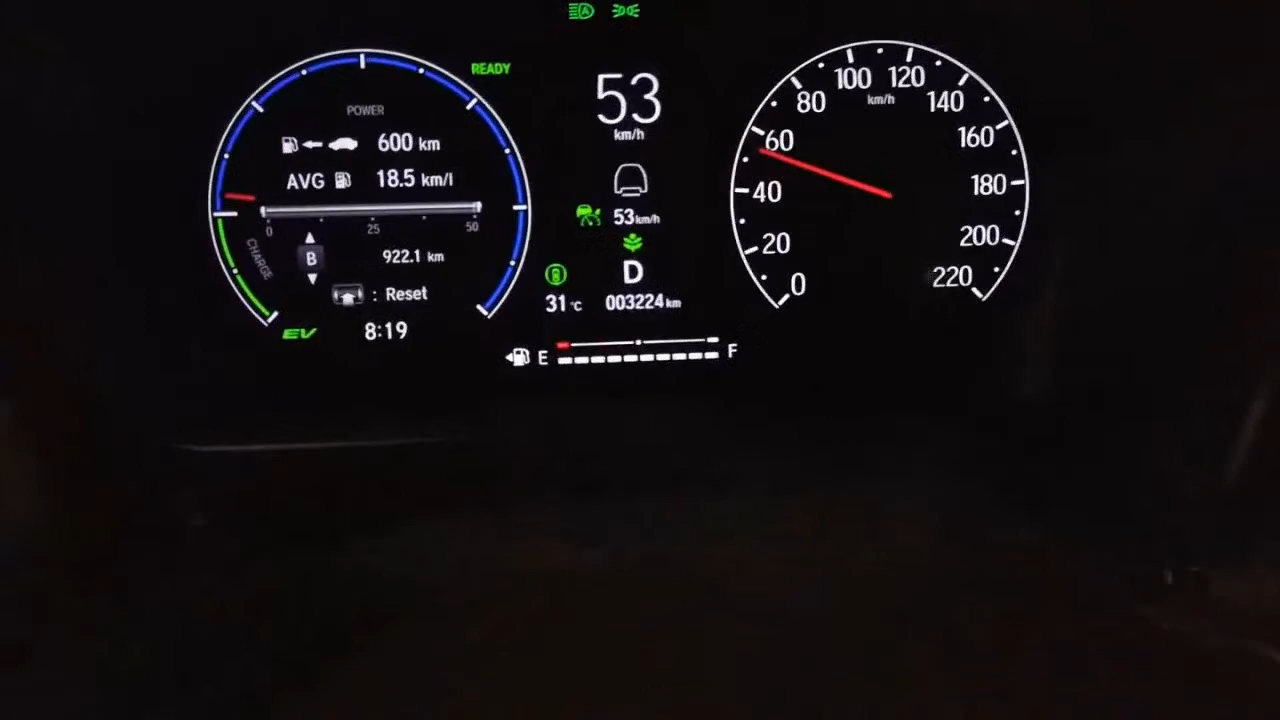 READY
POWER
600 km
AVG 18.5 km/l
0 25 50
CHARGE
B 922.1 km
: Reset
EV 8:19
A
53
km/h
53 km/h
D
31 °C 003224 km
E F
0 20 40 60 80 100 120 140 160 180 200 220
km/h